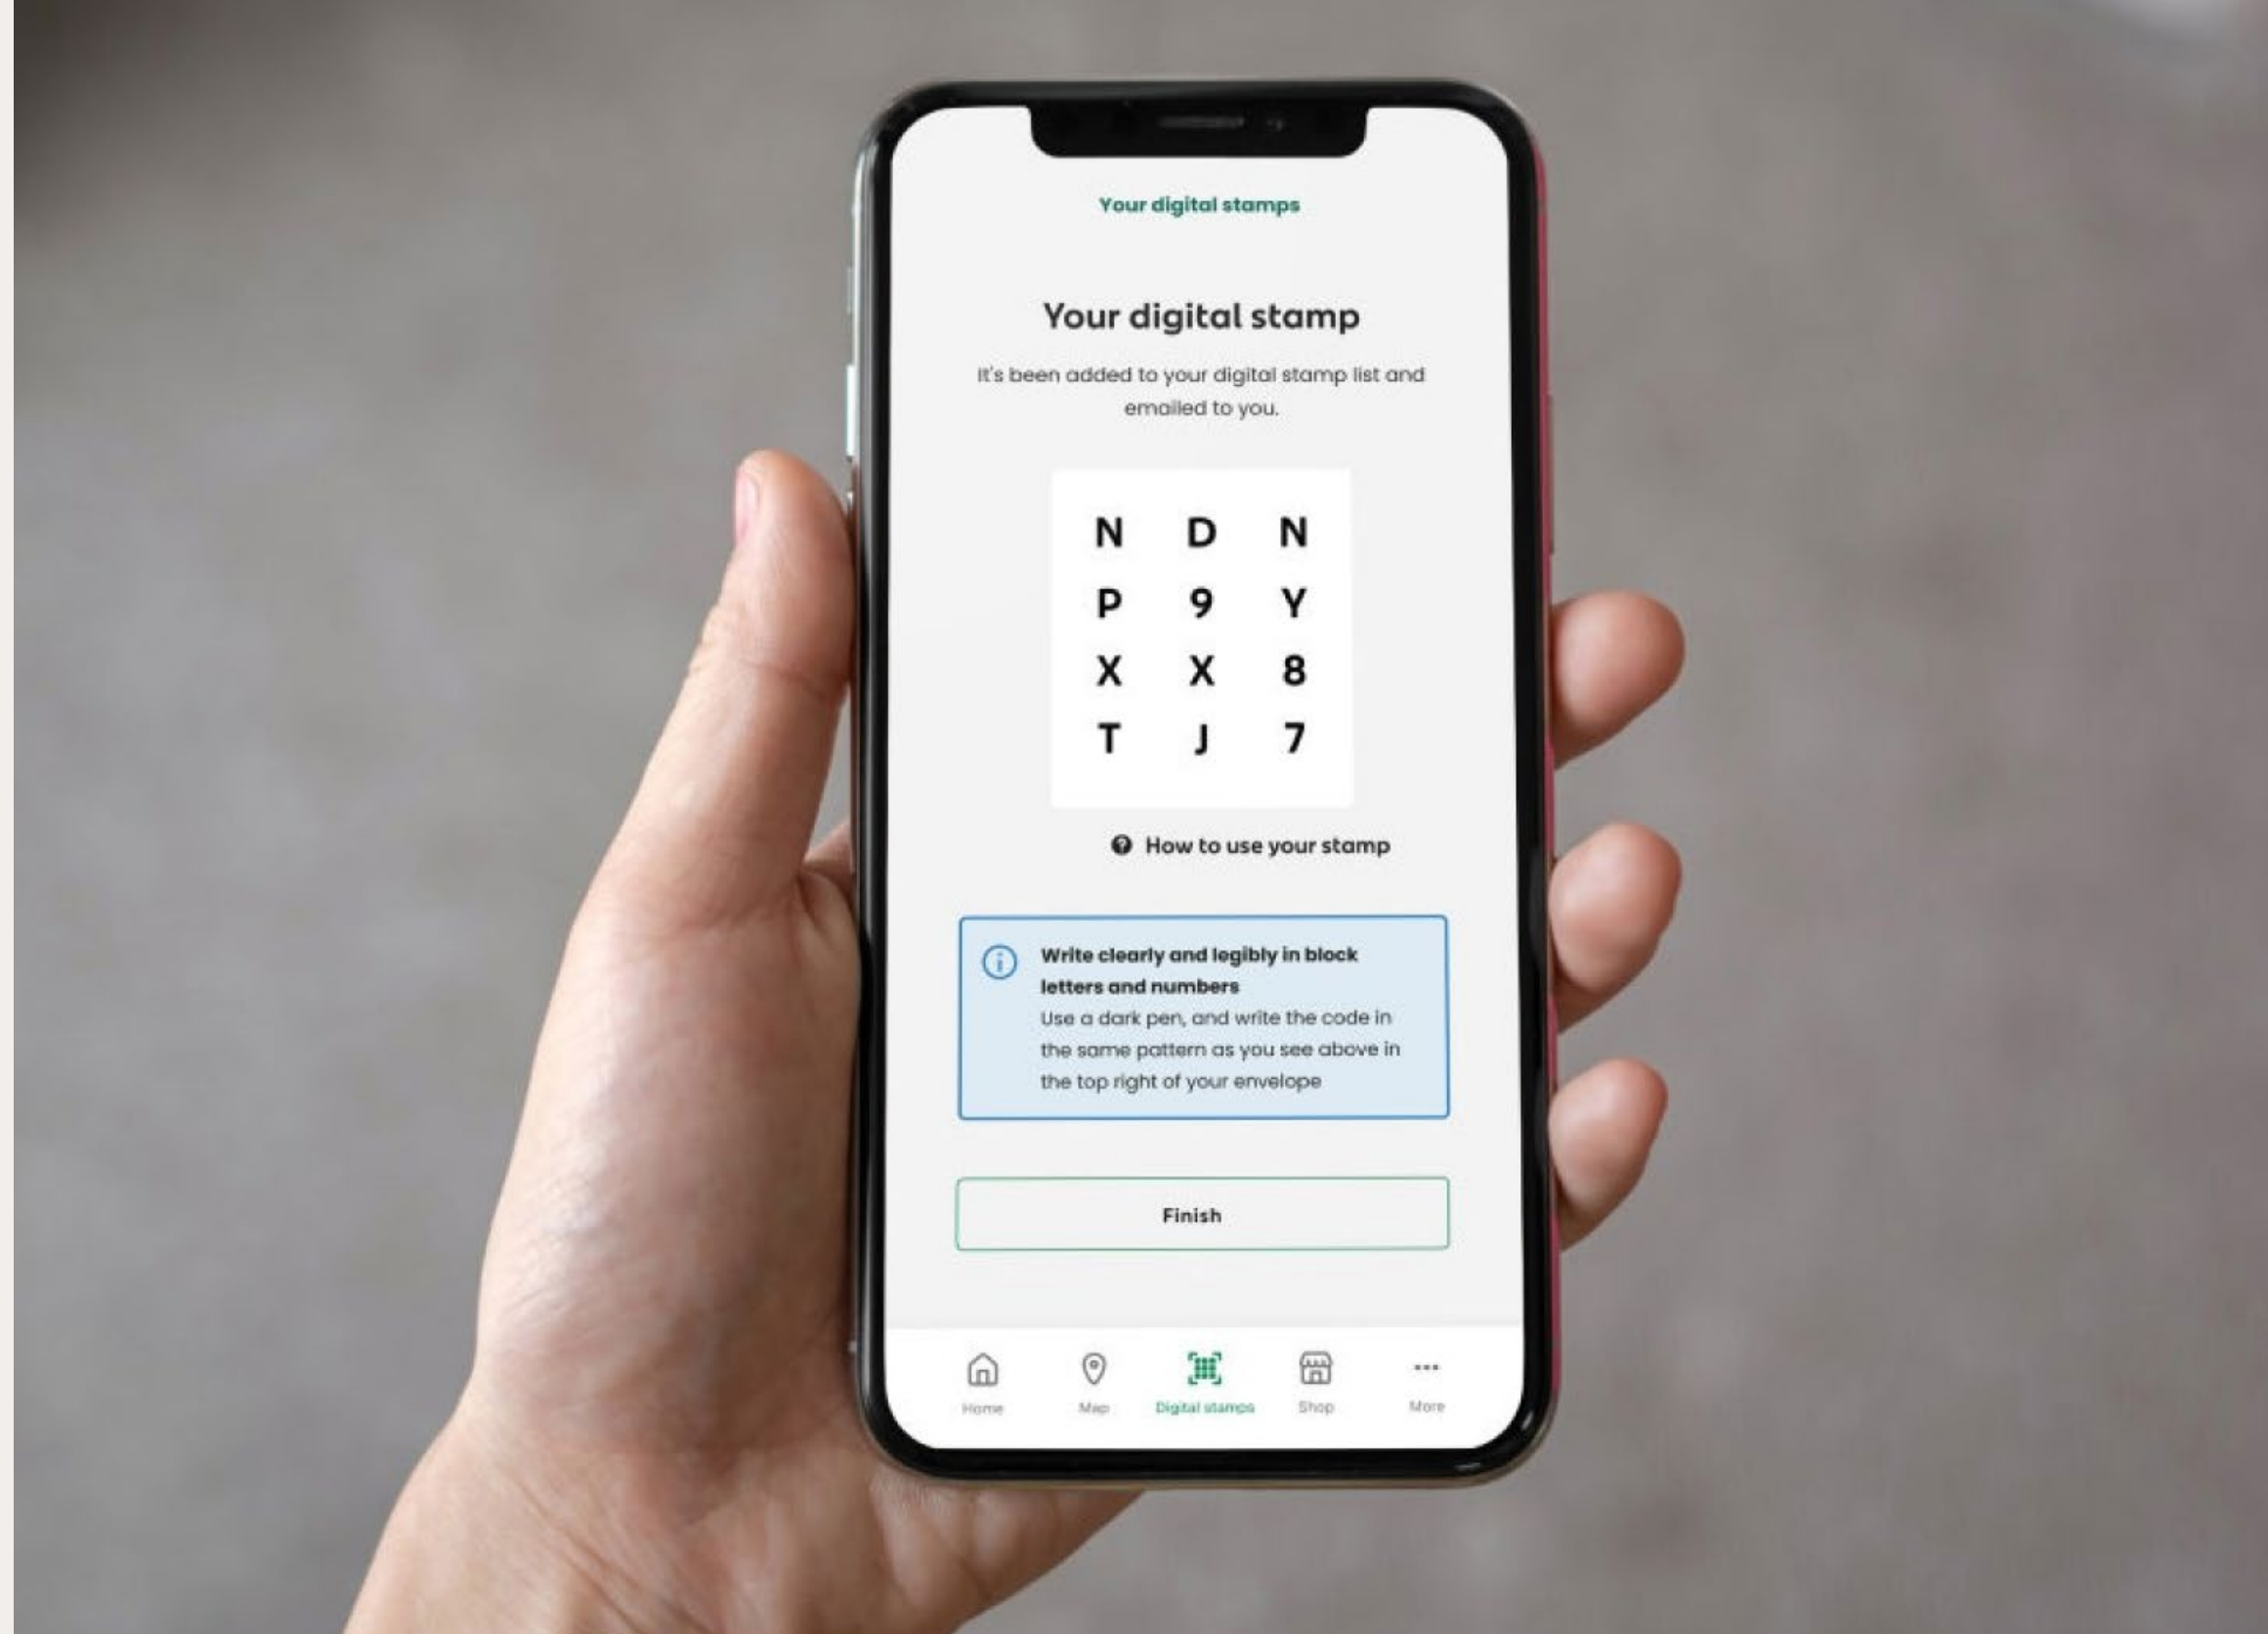 Your digital stamps
Your digital stamp
It's been added to your digital stamp list and
emailed to you.
N D N
P 9 Y
X X 8
T J 7
How to use your stamp
Write clearly and legibly in block
letters and numbers
Use a dark pen, and write the code in
the same pattern as you see above in
the top right of your envelope
Finish
Home Map Digital stamps Shop More